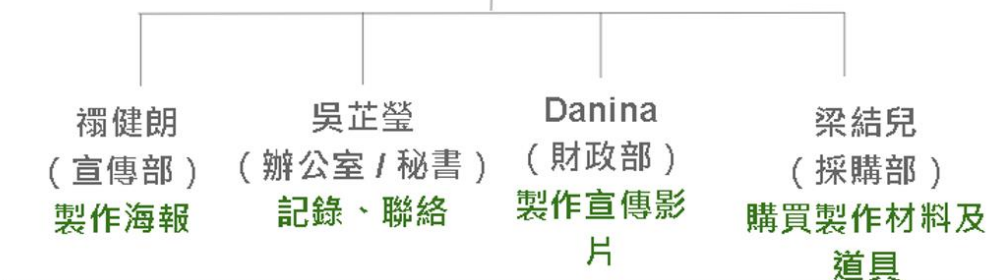 禤健朗
（宣傳部）
製作海報
吳芷瑩
（辦公室 / 秘書）
記錄、聯絡
Danina
（財政部）
製作宣傳影
片
梁結兒
（採購部）
購買製作材料及
道具